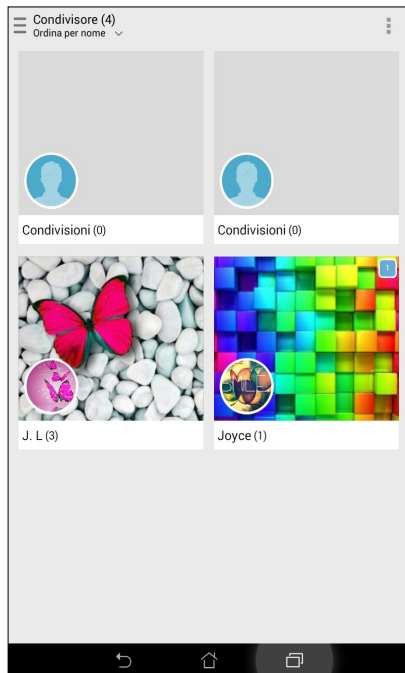 Condivisore (4)
Ordina per nome
Condivisioni (0)
Condivisioni (0)
1
J. L (3)
Joyce (1)